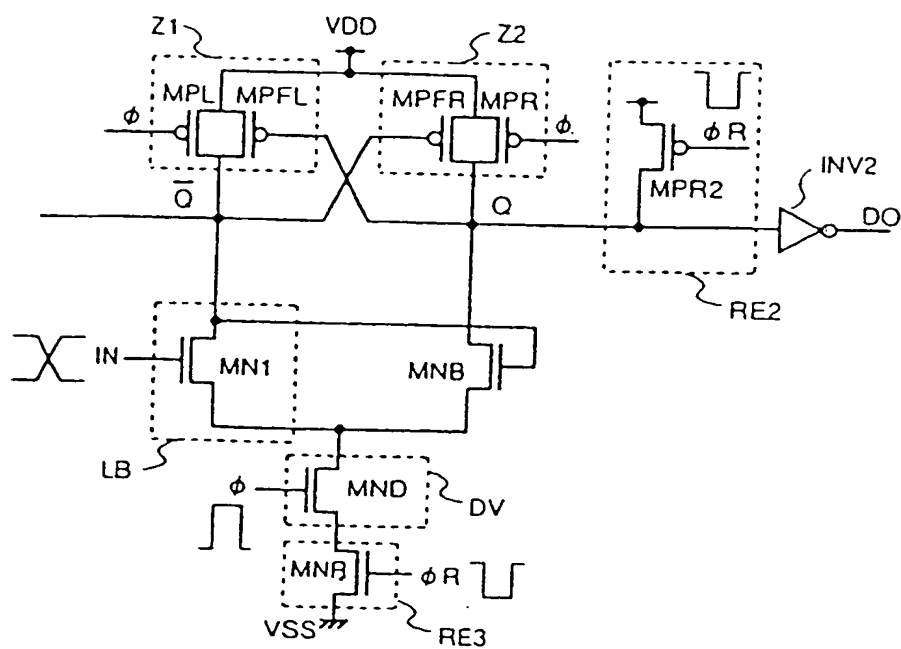 Z1
VDD
Z2
MPL
MPFL
MPFR
MPR
ϕ
ϕ
ϕR
MPR2
INV2
Q̅
Q
DO
RE2
IN
MN1
MNB
LB
ϕ
MND
DV
MNR
ϕR
VSS
RE3